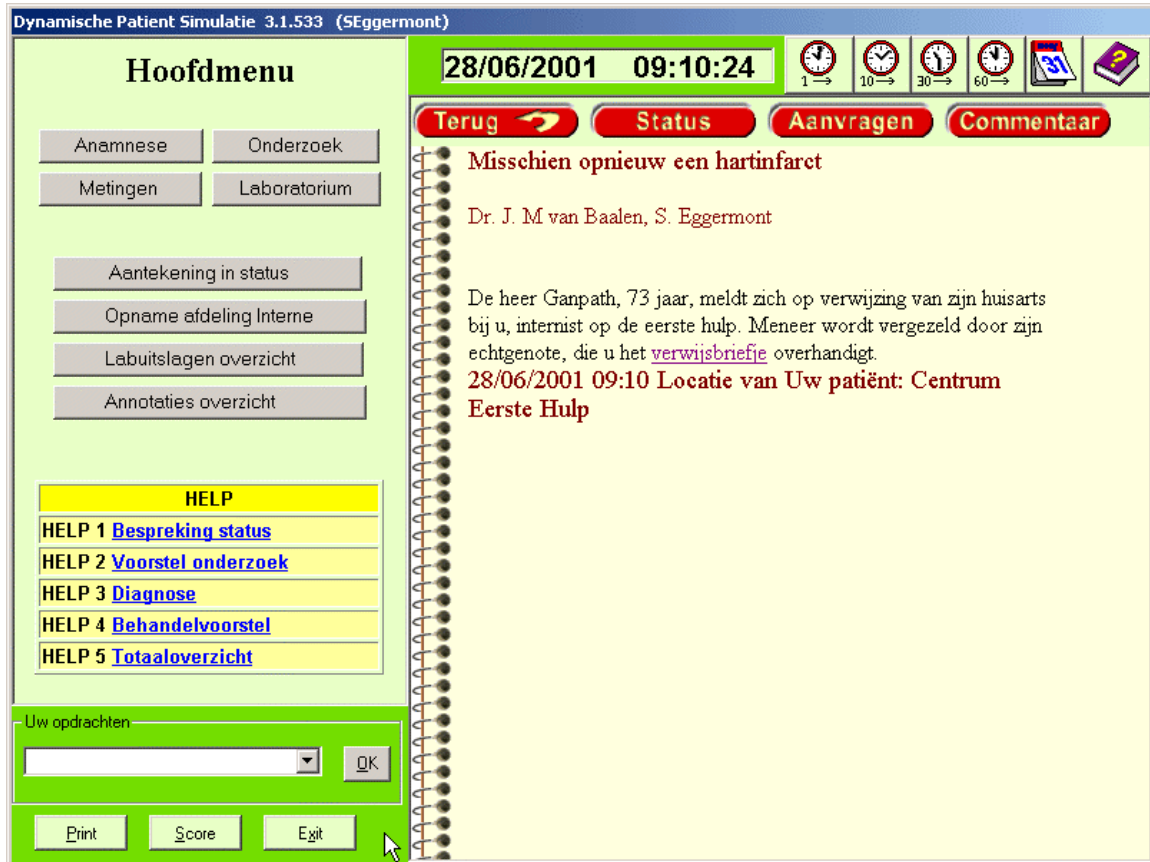 Dynamische Patient Simulatie 3.1.533 (SEggermont)
Hoofdmenu
Anamnese
Onderzoek
Metingen
Laboratorium
Aantekening in status
Opname afdeling Interne
Labuitslagen overzicht
Annotaties overzicht
HELP
HELP 1 Bespreking status
HELP 2 Voorstel onderzoek
HELP 3 Diagnose
HELP 4 Behandelvoorstel
HELP 5 Totaaloverzicht
Uw opdrachten
OK
Print
Score
Exit
28/06/2001 09:10:24
1
10
30
60
31
?
Terug
Status
Aanvragen
Commentaar
Misschien opnieuw een hartinfarct
Dr. J. M van Baalen, S. Eggermont
De heer Ganpath, 73 jaar, meldt zich op verwijzing van zijn huisarts
bij u, internist op de eerste hulp. Meneer wordt vergezeld door zijn
echtgenote, die u het verwijsbriefje overhandigt.
28/06/2001 09:10 Locatie van Uw patiënt: Centrum
Eerste Hulp